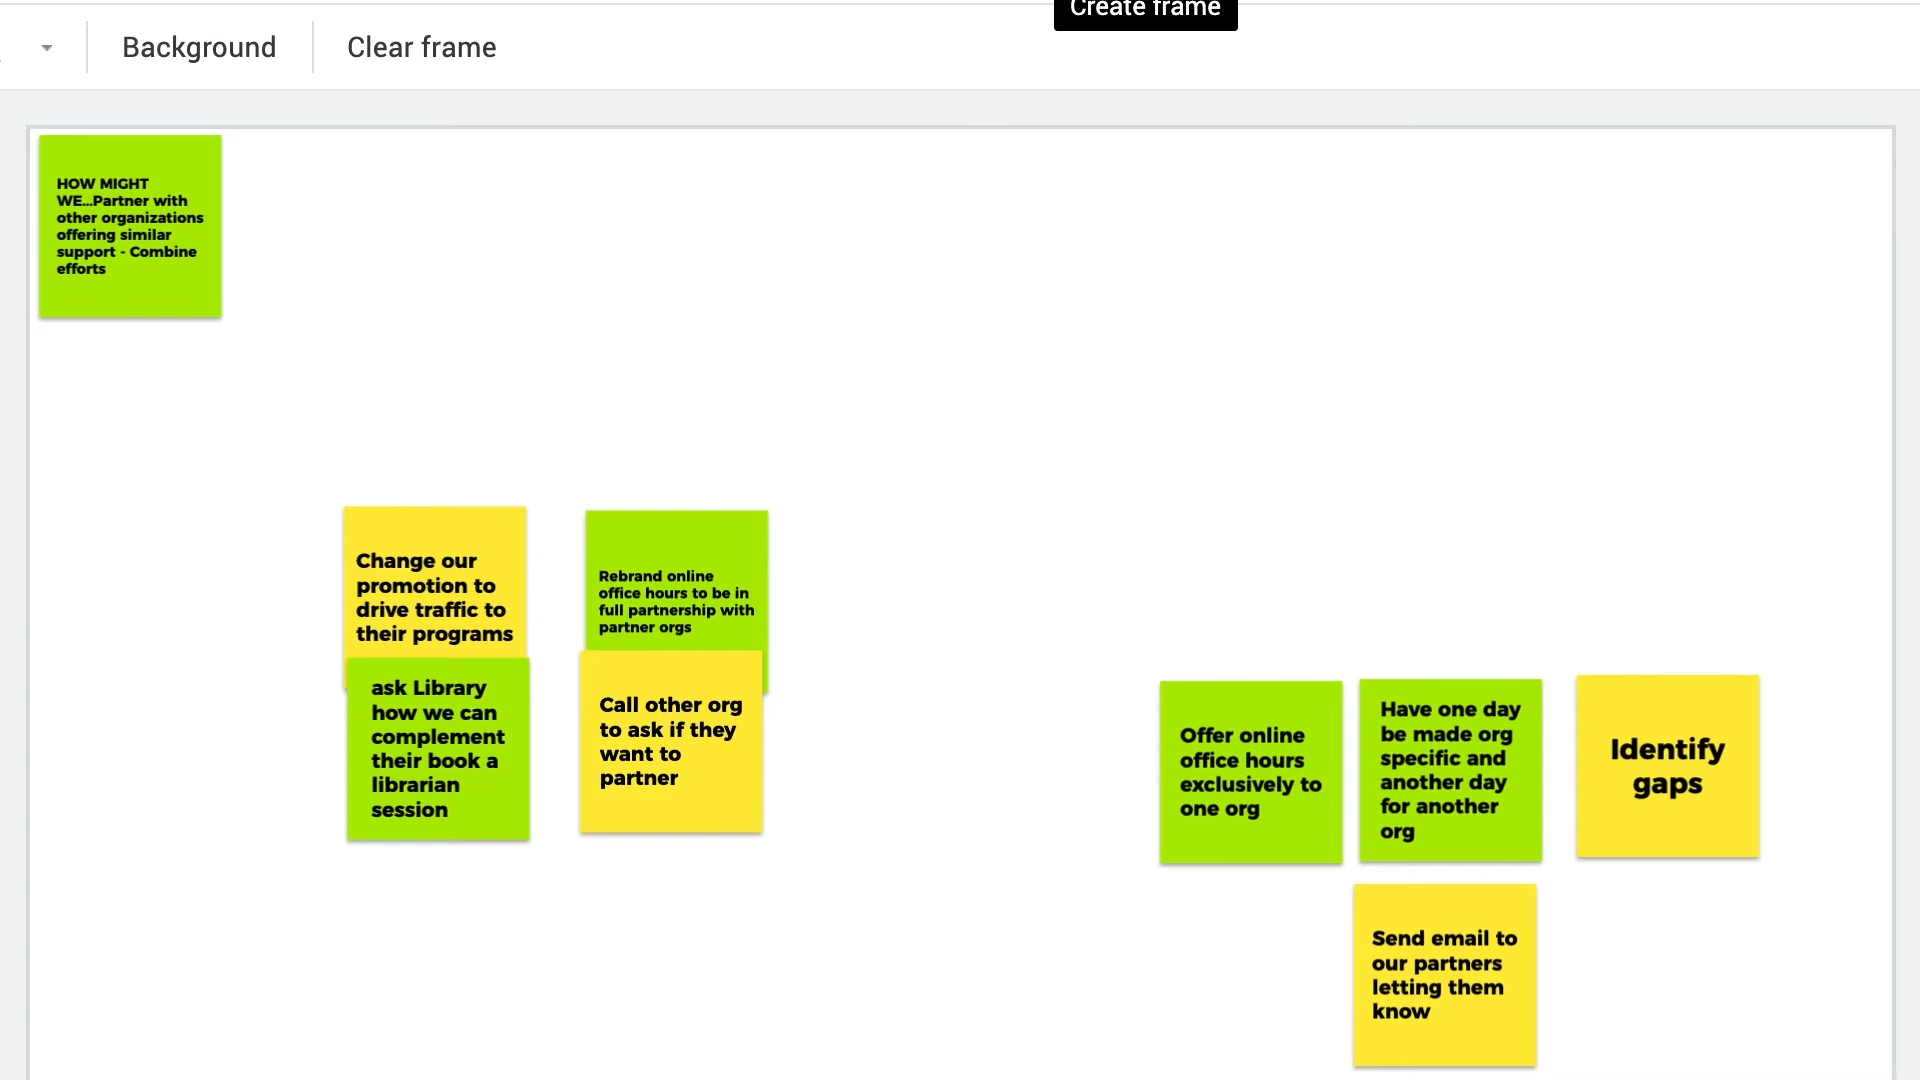 Create frame
Background
Clear frame
HOW MIGHT
WE...Partner with
other organizations
offering similar
support - Combine
efforts
Change our
promotion to
drive traffic to
their programs
Rebrand online
office hours to be in
full partnership with
partner orgs
ask Library
how we can
complement
their book a
librarian
session
Call other org
to ask if they
want to
partner
Offer online
office hours
exclusively to
one org
Have one day
be made org
specific and
another day
for another
org
Identify
gaps
Send email to
our partners
letting them
know